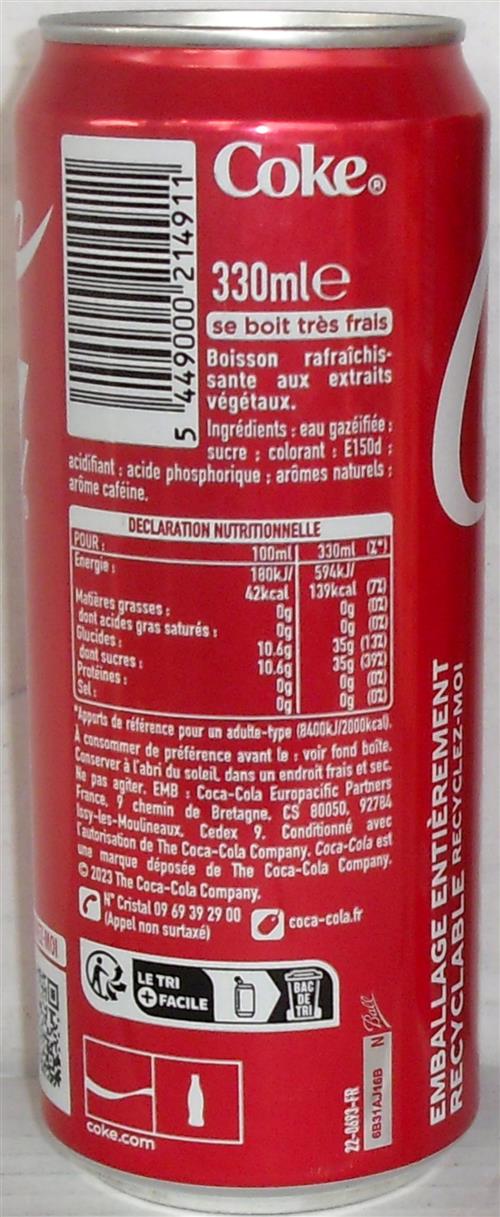 Coke®
330ml e
se boit très frais
Boisson rafraîchis-
sante aux extraits
végétaux.
Ingrédients : eau gazéifiée ;
sucre ; colorant : E150d ;
acidifiant : acide phosphorique ; arômes naturels ;
arôme caféine.
5 449000 214911
DECLARATION NUTRITIONNELLE
POUR : 100ml 330ml (%*)
Energie : 180kJ/ 594kJ/
42kcal 139kcal (7%)
Matières grasses : 0g 0g (0%)
dont acides gras saturés : 0g 0g (0%)
Glucides : 10.6g 35g (13%)
dont sucres : 10.6g 35g (39%)
Protéines : 0g 0g (0%)
Sel : 0g 0g (0%)
*Apports de référence pour un adulte-type (8400kJ/2000kcal).
À consommer de préférence avant le : voir fond boîte.
Conserver à l'abri du soleil, dans un endroit frais et sec.
Ne pas agiter. EMB : Coca-Cola Europacific Partners
France, 9 chemin de Bretagne, CS 80050, 92784
Issy-les-Moulineaux, Cedex 9. Conditionné avec
l'autorisation de The Coca-Cola Company. Coca-Cola est
une marque déposée de The Coca-Cola Company.
© 2023 The Coca-Cola Company.
N° Cristal 09 69 39 29 00
(Appel non surtaxé)
coca-cola.fr
LE TRI
+ FACILE
BAC
DE
TRI
coke.com
22-0693-FR
6B31AJ16B N
Ball
EMBALLAGE ENTIÈREMENT
RECYCLABLE RECYCLEZ-MOI